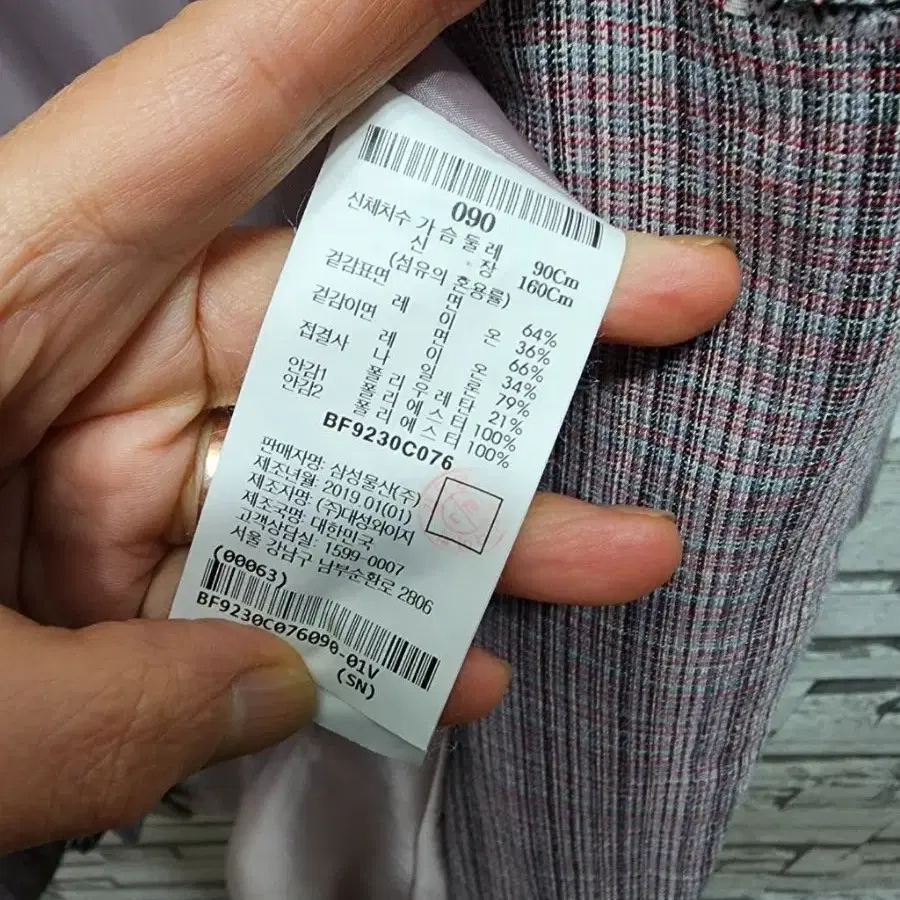 090
신체치수 가슴둘레 90Cm
신 장 160Cm
(섬유의 혼용률)
겉감표면 면 64%
레 이 온 36%
겉감이면 면 66%
레 이 온 34%
접결사 나 일 론 79%
폴 리 우 레 탄 21%
안감1 폴 리 에 스 터 100%
안감2 폴 리 에 스 터 100%
BF9230C076
판매자명: 삼성물산(주)
제조년월: 2019.01(01)
제조자명: (주)대성와이지
제조국명: 대한민국
고객상담실: 1599-0007
서울 강남구 남부순환로 2806
(00063)
BF9230C076090-01V
(SN)